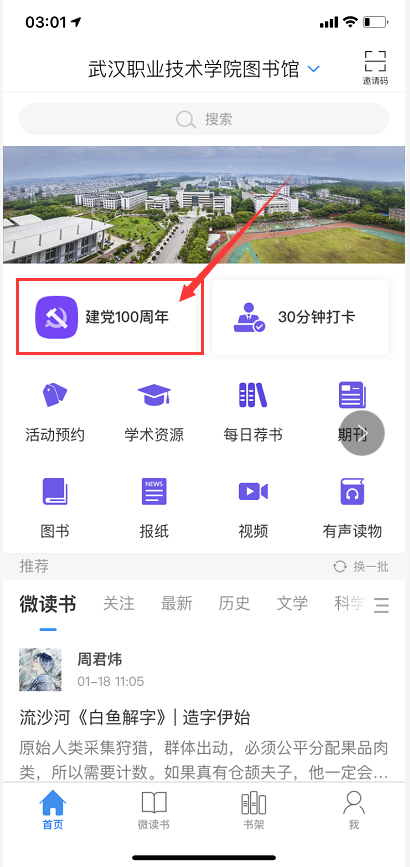 03:01
武汉职业技术学院图书馆
邀请码
搜索
建党100周年
30分钟打卡
活动预约 学术资源 每日荐书 期刊
NEWS
图书 报纸 视频 有声读物
推荐 换一批
微读书 关注 最新 历史 文学 科学
周君炜
01-18 11:05
流沙河《白鱼解字》| 造字伊始
原始人类采集狩猎，群体出动，必须公平分配果品肉
类，所以需要计数。如果真有仓颉夫子，他一定会...
首页 微读书 书架 我